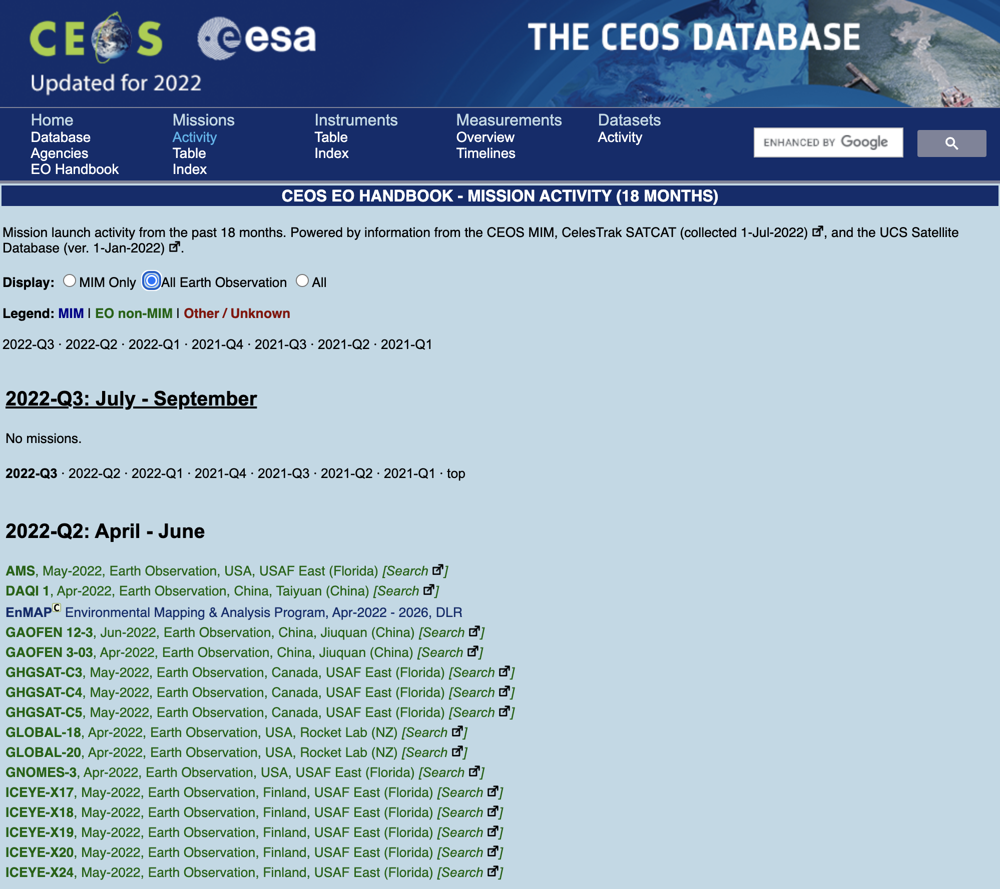 CEOS esa THE CEOS DATABASE
Updated for 2022
Home Missions Instruments Measurements Datasets
Database Activity Table Overview Activity
ENHANCED BY Google
Agencies Table Index Timelines
EO Handbook Index
CEOS EO HANDBOOK - MISSION ACTIVITY (18 MONTHS)
Mission launch activity from the past 18 months. Powered by information from the CEOS MIM, CelesTrak SATCAT (collected 1-Jul-2022) , and the UCS Satellite
Database (ver. 1-Jan-2022) .
Display: MIM Only All Earth Observation All
Legend: MIM | EO non-MIM | Other / Unknown
2022-Q3 · 2022-Q2 · 2022-Q1 · 2021-Q4 · 2021-Q3 · 2021-Q2 · 2021-Q1
2022-Q3: July - September
No missions.
2022-Q3 · 2022-Q2 · 2022-Q1 · 2021-Q4 · 2021-Q3 · 2021-Q2 · 2021-Q1 · top
2022-Q2: April - June
AMS, May-2022, Earth Observation, USA, USAF East (Florida) [Search ]
DAQI 1, Apr-2022, Earth Observation, China, Taiyuan (China) [Search ]
EnMAP C Environmental Mapping & Analysis Program, Apr-2022 - 2026, DLR
GAOFEN 12-3, Jun-2022, Earth Observation, China, Jiuquan (China) [Search ]
GAOFEN 3-03, Apr-2022, Earth Observation, China, Jiuquan (China) [Search ]
GHGSAT-C3, May-2022, Earth Observation, Canada, USAF East (Florida) [Search ]
GHGSAT-C4, May-2022, Earth Observation, Canada, USAF East (Florida) [Search ]
GHGSAT-C5, May-2022, Earth Observation, Canada, USAF East (Florida) [Search ]
GLOBAL-18, Apr-2022, Earth Observation, USA, Rocket Lab (NZ) [Search ]
GLOBAL-20, Apr-2022, Earth Observation, USA, Rocket Lab (NZ) [Search ]
GNOMES-3, Apr-2022, Earth Observation, USA, USAF East (Florida) [Search ]
ICEYE-X17, May-2022, Earth Observation, Finland, USAF East (Florida) [Search ]
ICEYE-X18, May-2022, Earth Observation, Finland, USAF East (Florida) [Search ]
ICEYE-X19, May-2022, Earth Observation, Finland, USAF East (Florida) [Search ]
ICEYE-X20, May-2022, Earth Observation, Finland, USAF East (Florida) [Search ]
ICEYE-X24, May-2022, Earth Observation, Finland, USAF East (Florida) [Search ]